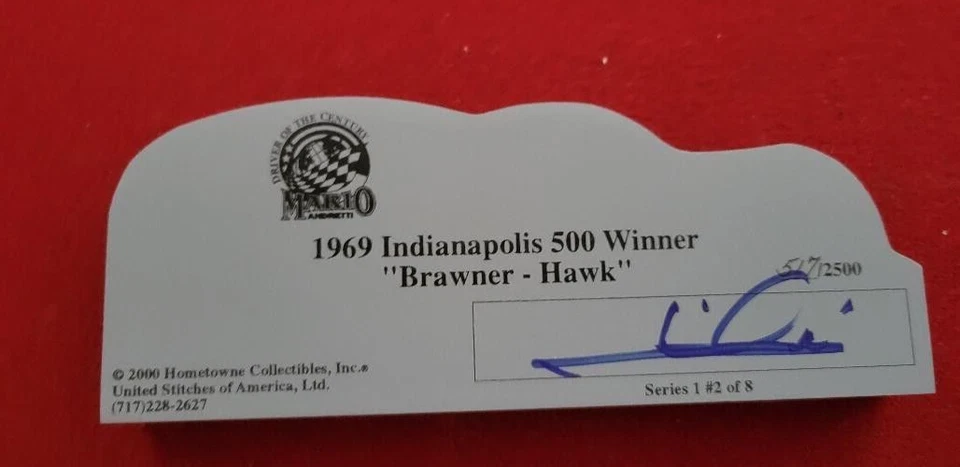 DRIVER OF THE CENTURY
MARIO
ANDRETTI
1969 Indianapolis 500 Winner
"Brawner - Hawk"
517/2500
© 2000 Hometowne Collectibles, Inc.®
United Stitches of America, Ltd.
(717)228-2627
Series 1 #2 of 8